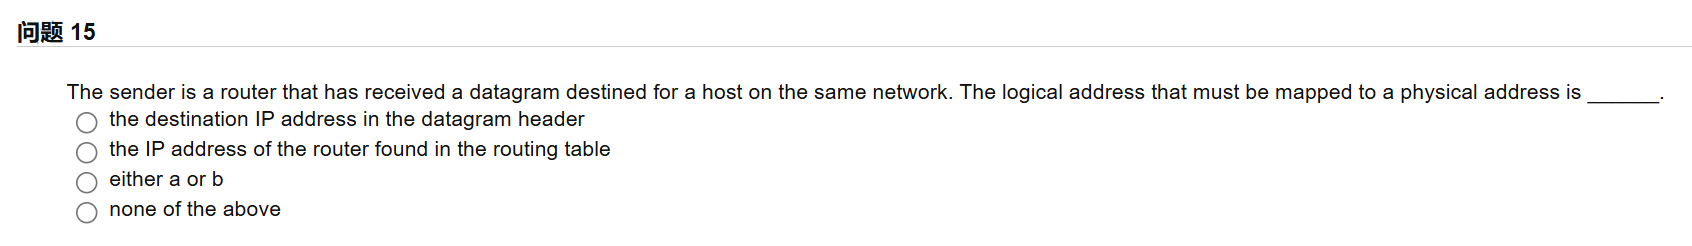 问题 15
The sender is a router that has received a datagram destined for a host on the same network. The logical address that must be mapped to a physical address is ______.
the destination IP address in the datagram header
the IP address of the router found in the routing table
either a or b
none of the above